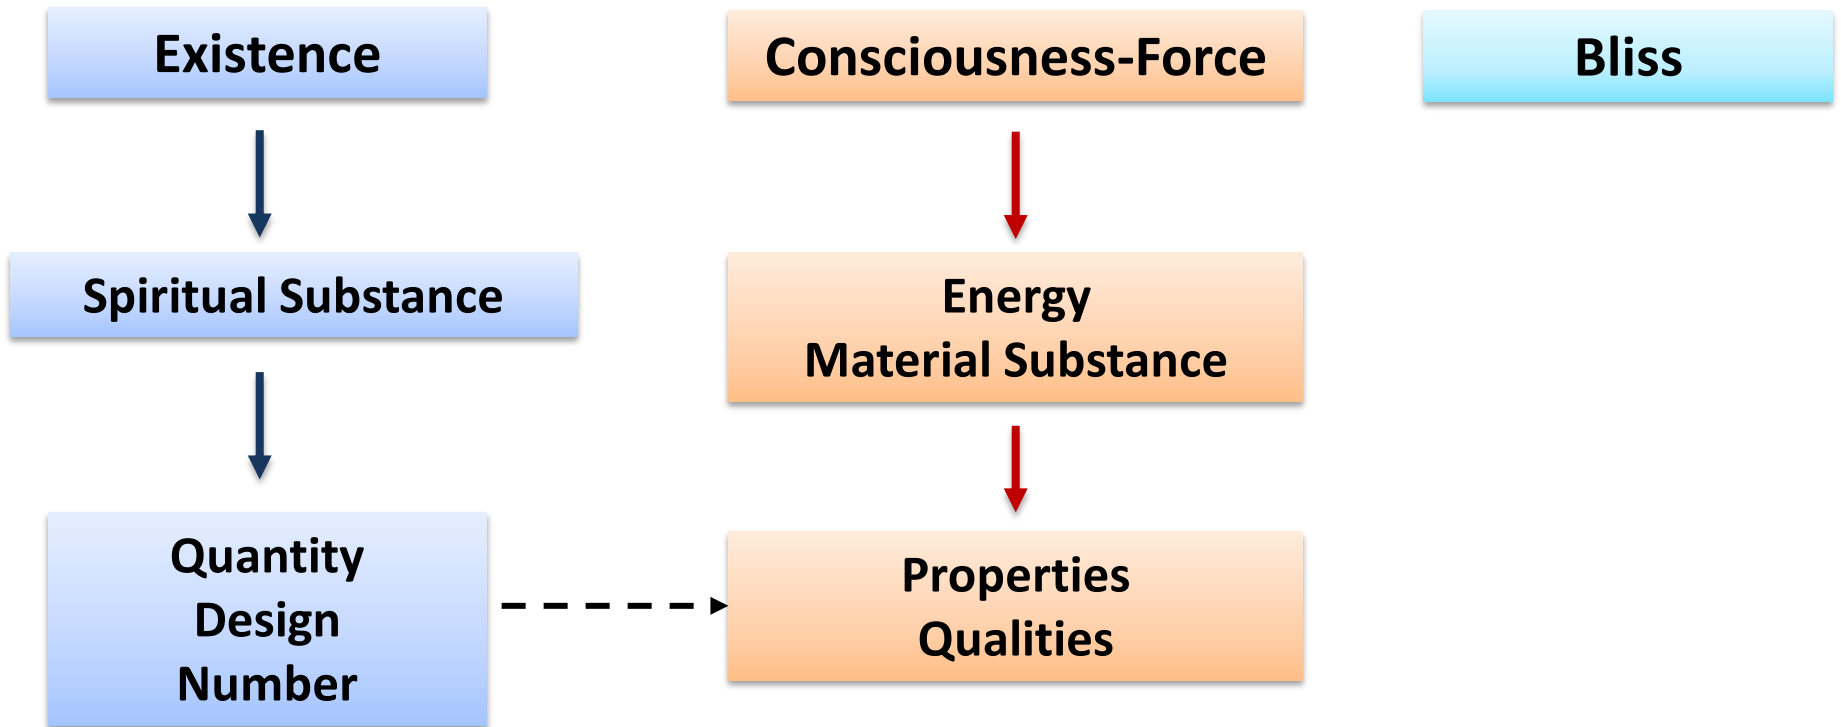 Existence
Consciousness-Force
Bliss
Spiritual Substance
Energy
Material Substance
Quantity
Design
Number
Properties
Qualities